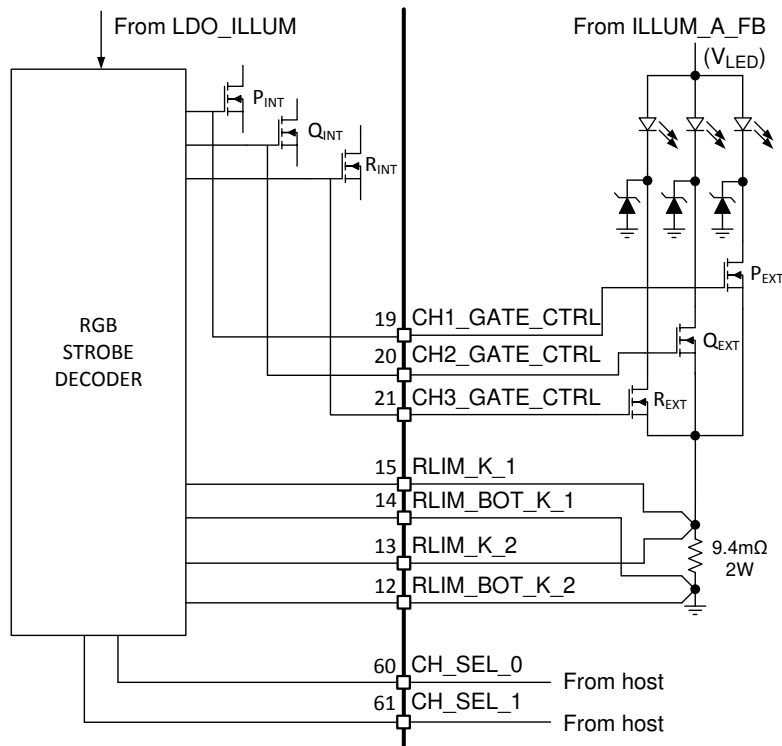 From LDO_ILLUM
From ILLUM_A_FB
(VLED)
PINT
QINT
RINT
PEXT
QEXT
REXT
RGB
STROBE
DECODER
19 CH1_GATE_CTRL
20 CH2_GATE_CTRL
21 CH3_GATE_CTRL
15 RLIM_K_1
14 RLIM_BOT_K_1
13 RLIM_K_2
12 RLIM_BOT_K_2
9.4mΩ
2W
60 CH_SEL_0
From host
61 CH_SEL_1
From host